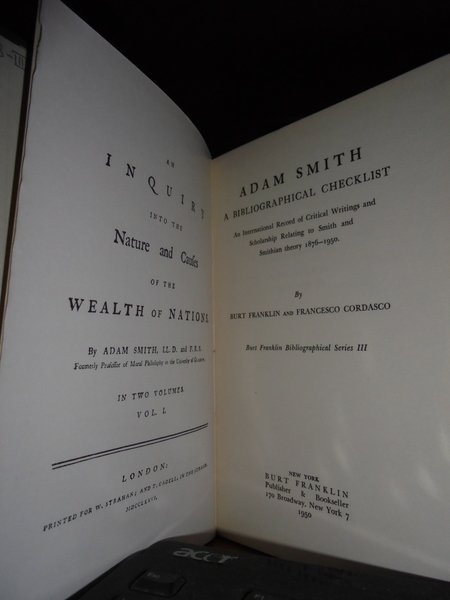 AN
INQUIRY
INTO THE
Nature and Causes
OF THE
WEALTH OF NATIONS.
By ADAM SMITH, LL.D. and F.R.S.
Formerly Professor of Moral Philosophy in the University of GLASGOW.
IN TWO VOLUMES.
VOL. I.
LONDON:
PRINTED FOR W. STRAHAN; AND T. CADELL, IN THE STRAND.
MDCCLXXVI.
ADAM SMITH
A BIBLIOGRAPHICAL CHECKLIST
An International Record of Critical Writings and
Scholarship Relating to Smith and
Smithian theory 1876-1950.
By
BURT FRANKLIN AND FRANCESCO CORDASCO
Burt Franklin Bibliographical Series III
NEW YORK
BURT FRANKLIN
Publisher & Bookseller
170 Broadway, New York 7
1950
acer
Esc